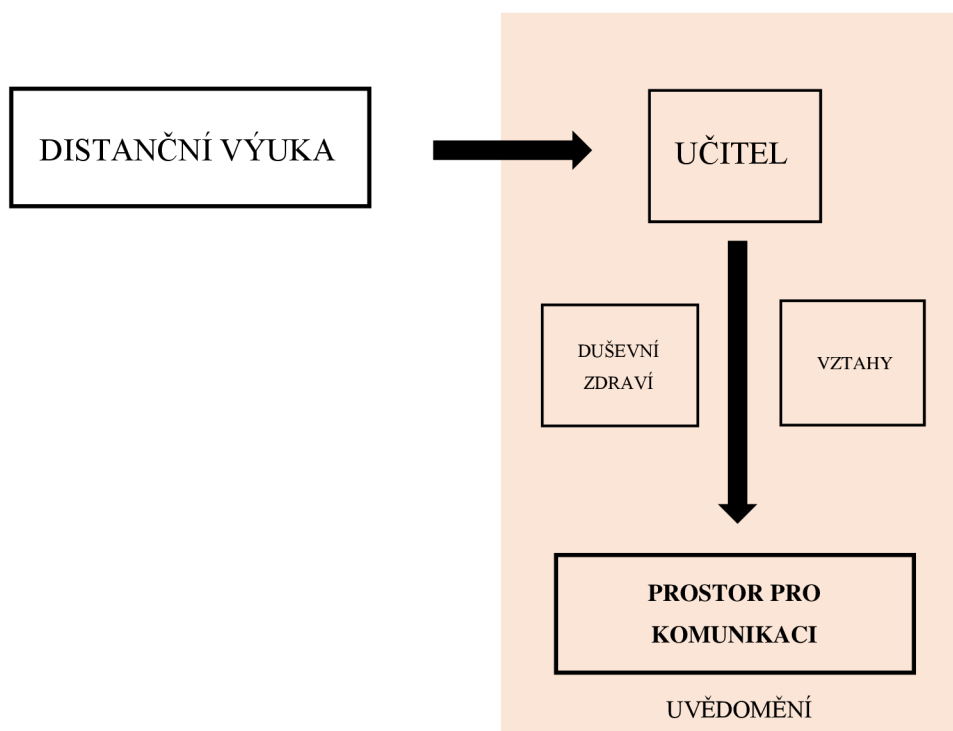 DISTANČNÍ VÝUKA
UČITEL
DUŠEVNÍ
ZDRAVÍ
VZTAHY
PROSTOR PRO
KOMUNIKACI
UVĚDOMĚNÍ